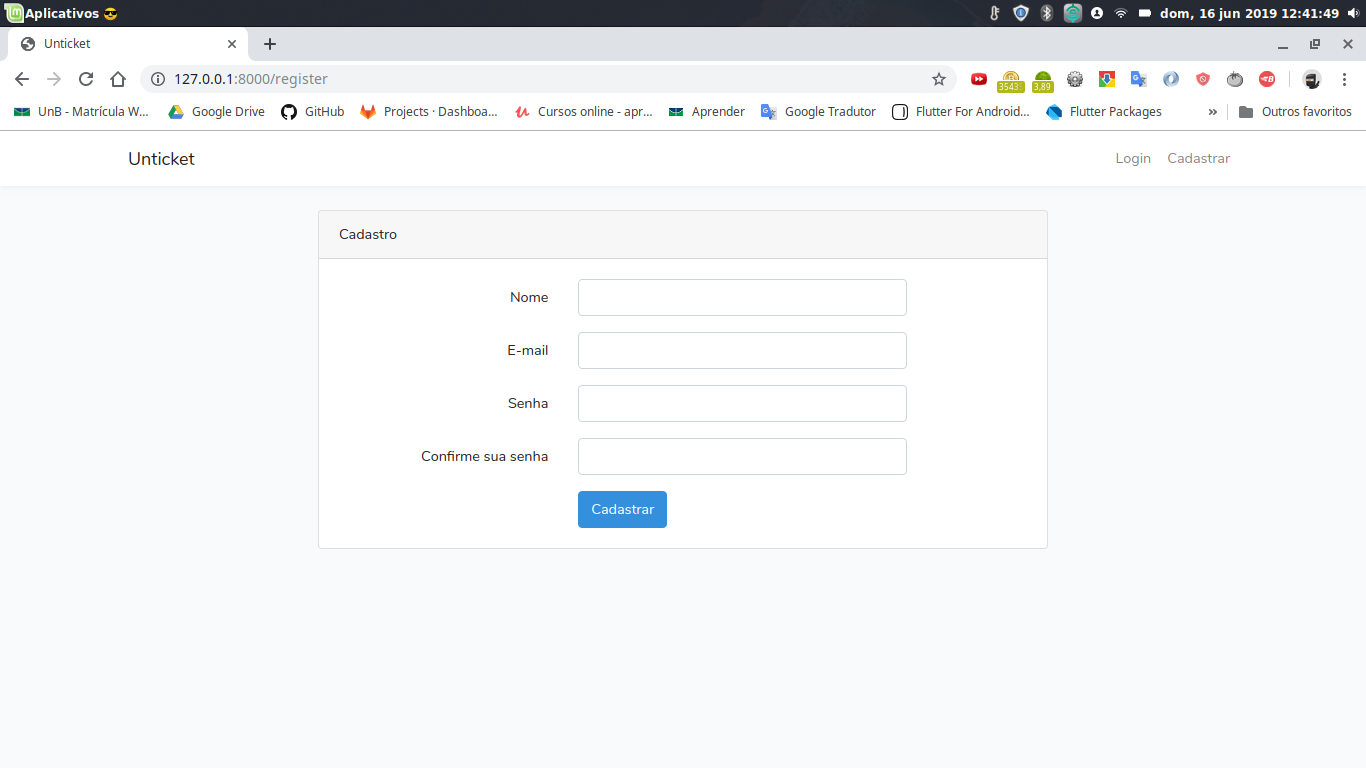 Aplicativos 😎 dom, 16 jun 2019 12:41:49
Unticket
127.0.0.1:8000/register
3543 3,89
UnB - Matrícula W... Google Drive GitHub Projects · Dashboa... Cursos online - apr... Aprender Google Tradutor Flutter For Android... Flutter Packages » Outros favoritos
Unticket Login Cadastrar
Cadastro
Nome
E-mail
Senha
Confirme sua senha
Cadastrar